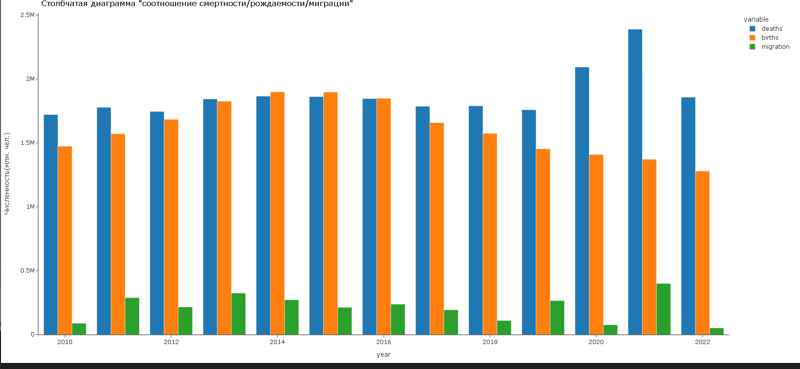 Столбчатая диаграмма "соотношение смертности/рождаемости/миграции"
2.5M
2M
1.5M
1M
0.5M
0
Численность(млн. чел.)
2010
2012
2014
2016
2018
2020
2022
year
variable
deaths
births
migration